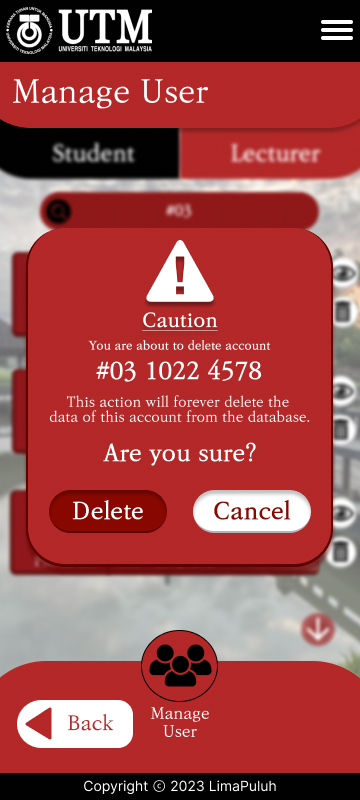 UTM
UNIVERSITI TEKNOLOGI MALAYSIA
Manage User
Student
Lecturer
#03
Caution
You are about to delete account
#03 1022 4578
This action will forever delete the
data of this account from the database.
Are you sure?
Delete
Cancel
Back
Manage
User
Copyright © 2023 LimaPuluh